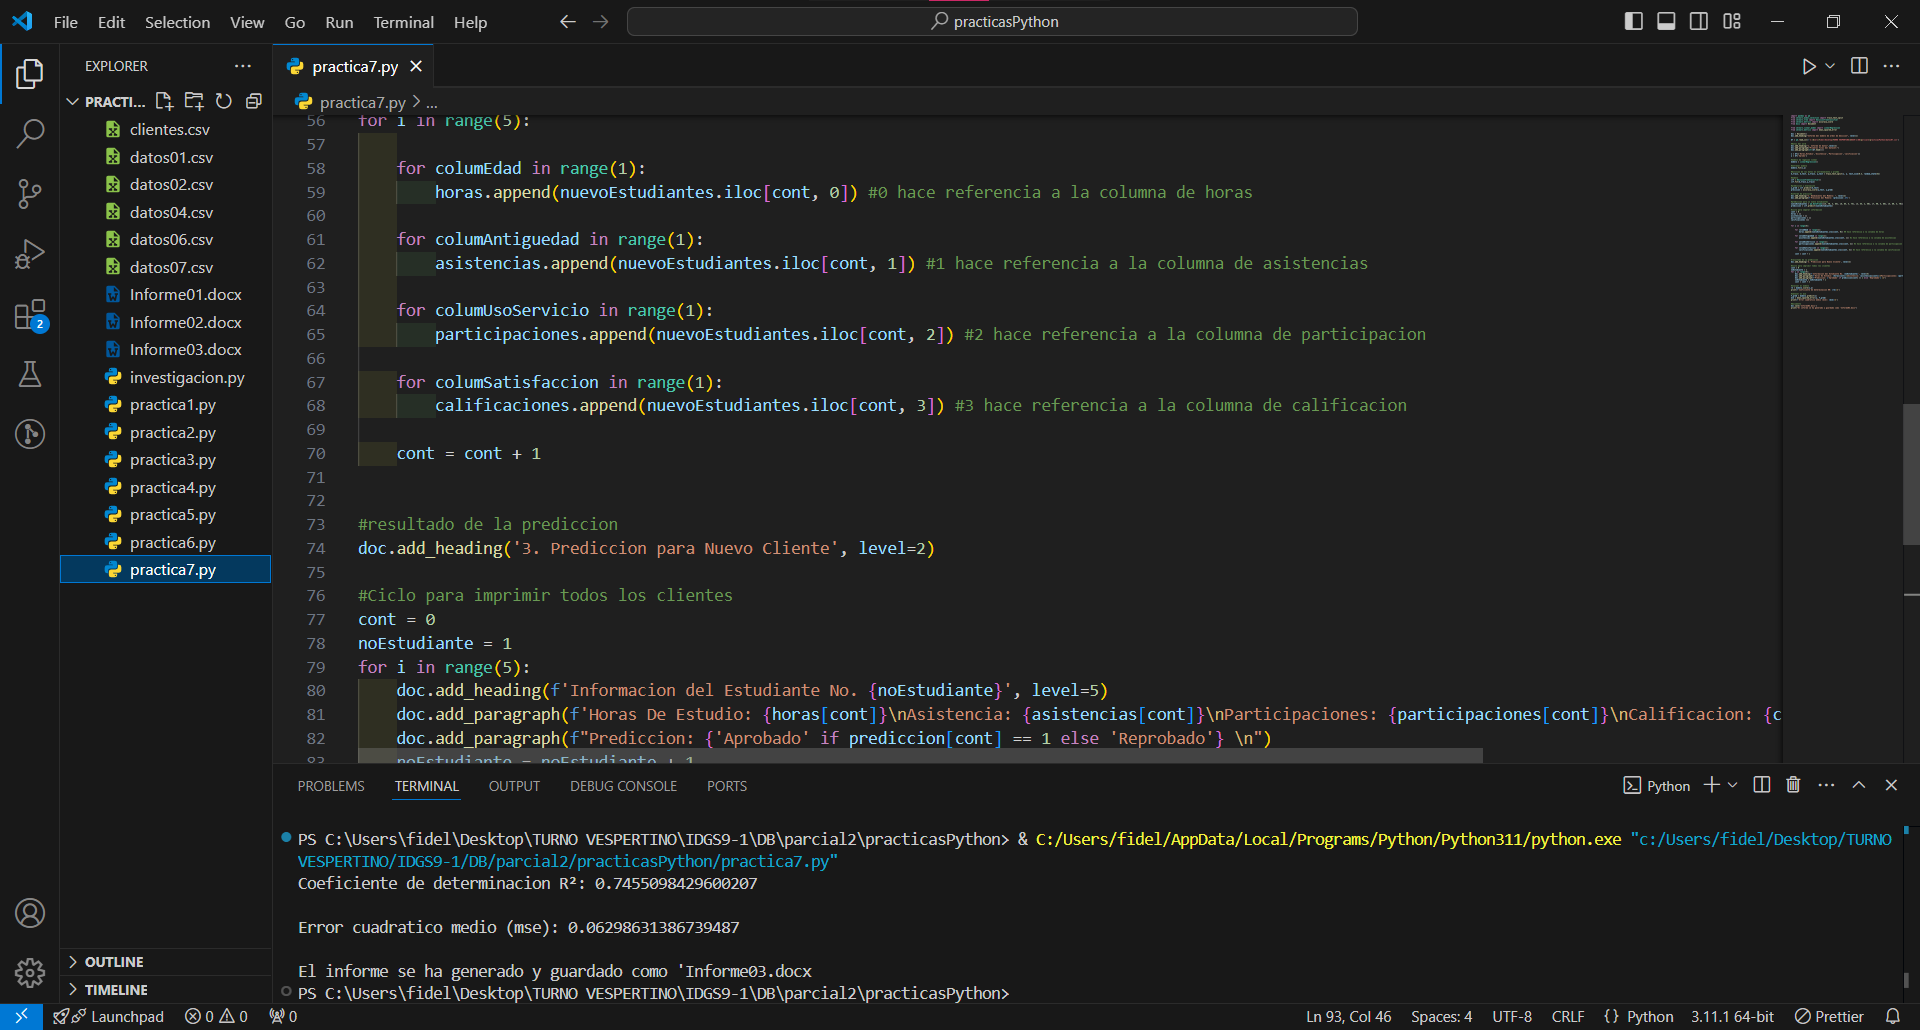 File Edit Selection View Go Run Terminal Help
practicasPython
EXPLORER
PRACTI...
clientes.csv
datos01.csv
datos02.csv
datos04.csv
datos06.csv
datos07.csv
Informe01.docx
Informe02.docx
Informe03.docx
investigacion.py
practica1.py
practica2.py
practica3.py
practica4.py
practica5.py
practica6.py
practica7.py
OUTLINE
TIMELINE
2
practica7.py
practica7.py > ...
56 for i in range(5):
57
58 for columEdad in range(1):
59 horas.append(nuevoEstudiantes.iloc[cont, 0]) #0 hace referencia a la columna de horas
60
61 for columAntiguedad in range(1):
62 asistencias.append(nuevoEstudiantes.iloc[cont, 1]) #1 hace referencia a la columna de asistencias
63
64 for columUsoServicio in range(1):
65 participaciones.append(nuevoEstudiantes.iloc[cont, 2]) #2 hace referencia a la columna de participacion
66
67 for columSatisfaccion in range(1):
68 calificaciones.append(nuevoEstudiantes.iloc[cont, 3]) #3 hace referencia a la columna de calificacion
69
70 cont = cont + 1
71
72
73 #resultado de la prediccion
74 doc.add_heading('3. Prediccion para Nuevo Cliente', level=2)
75
76 #Ciclo para imprimir todos los clientes
77 cont = 0
78 noEstudiante = 1
79 for i in range(5):
80 doc.add_heading(f'Informacion del Estudiante No. {noEstudiante}', level=5)
81 doc.add_paragraph(f'Horas De Estudio: {horas[cont]}\nAsistencia: {asistencias[cont]}\nParticipaciones: {participaciones[cont]}\nCalificacion: {c
82 doc.add_paragraph(f"Prediccion: {'Aprobado' if prediccion[cont] == 1 else 'Reprobado'} \n")
83 noEstudiante = noEstudiante + 1
PROBLEMS TERMINAL OUTPUT DEBUG CONSOLE PORTS
Python
PS C:\Users\fidel\Desktop\TURNO VESPERTINO\IDGS9-1\DB\parcial2\practicasPython> & C:/Users/fidel/AppData/Local/Programs/Python/Python311/python.exe "c:/Users/fidel/Desktop/TURNO
VESPERTINO/IDGS9-1/DB/parcial2/practicasPython/practica7.py"
Coeficiente de determinacion R²: 0.7455098429600207
Error cuadratico medio (mse): 0.06298631386739487
El informe se ha generado y guardado como 'Informe03.docx
PS C:\Users\fidel\Desktop\TURNO VESPERTINO\IDGS9-1\DB\parcial2\practicasPython>
Launchpad 0 0 0 Ln 93, Col 46 Spaces: 4 UTF-8 CRLF {} Python 3.11.1 64-bit Prettier